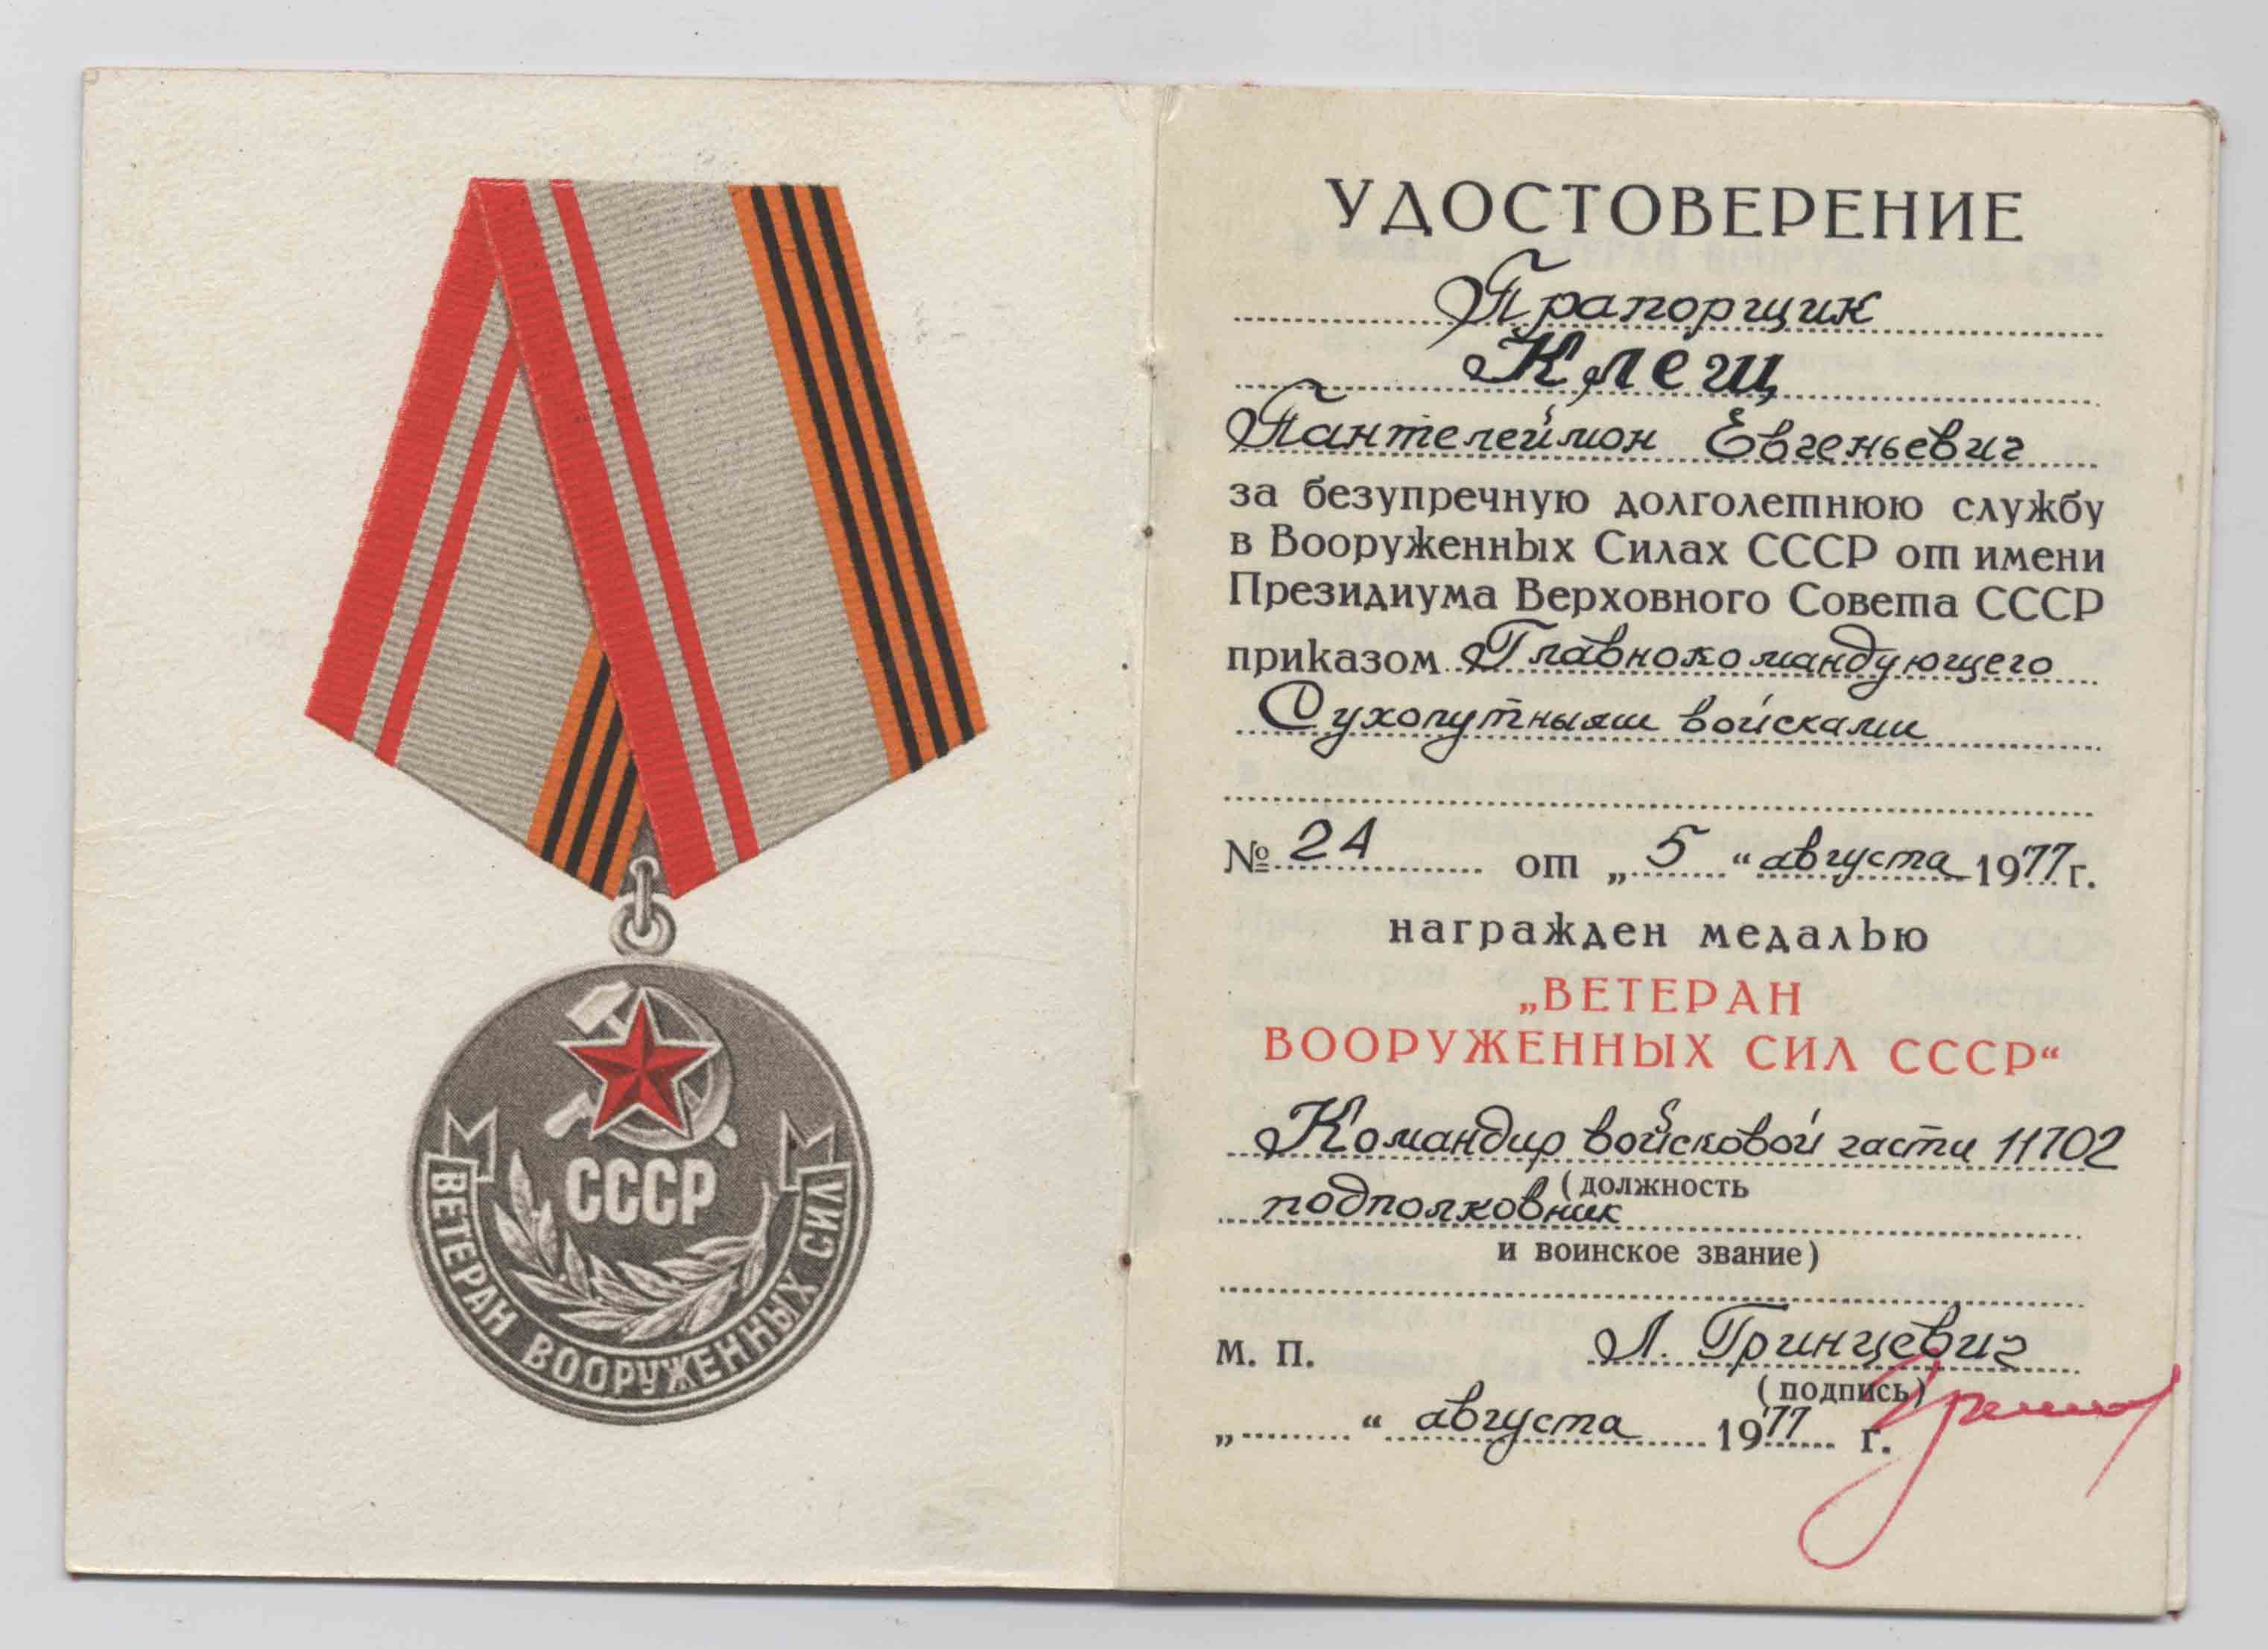 СССР
ВЕТЕРАН ВООРУЖЕННЫХ СИЛ
УДОСТОВЕРЕНИЕ
Прапорщик
Клещ
Пантелеймон Евгеньевич
за безупречную долголетнюю службу
в Вооруженных Силах СССР от имени
Президиума Верховного Совета СССР
приказом Главнокомандующего
Сухопутными войсками
№ 24 от „ 5 “ августа 1977 г.
награжден медалью
„ВЕТЕРАН
ВООРУЖЕННЫХ СИЛ СССР“
Командир войсковой части 11702
(должность
подполковник
и воинское звание)
М. П. Л. Гринцевич
(подпись)
„ “ августа 1977 г.